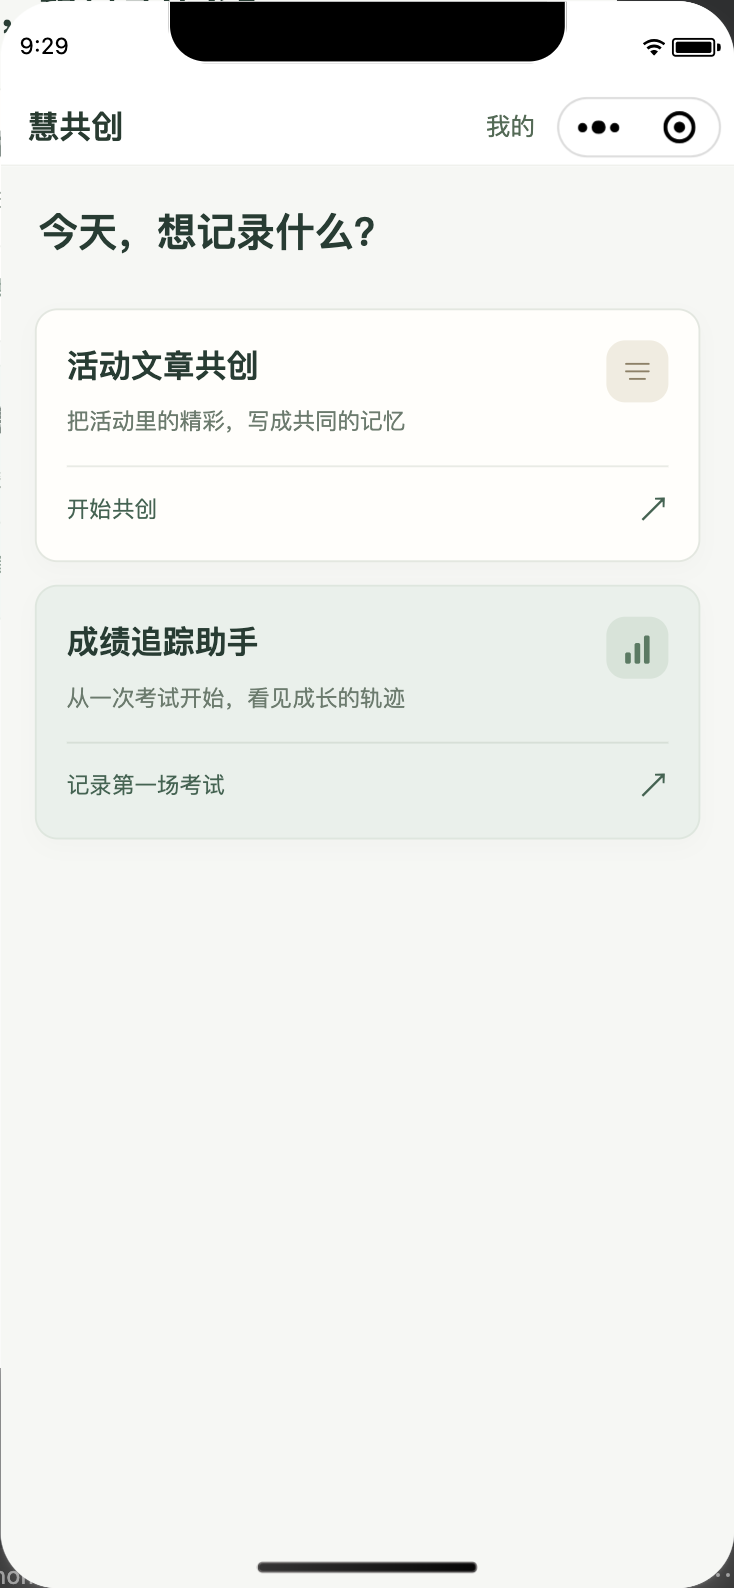 9:29
慧共创
我的
今天，想记录什么?
活动文章共创
把活动里的精彩，写成共同的记忆
开始共创
成绩追踪助手
从一次考试开始，看见成长的轨迹
记录第一场考试